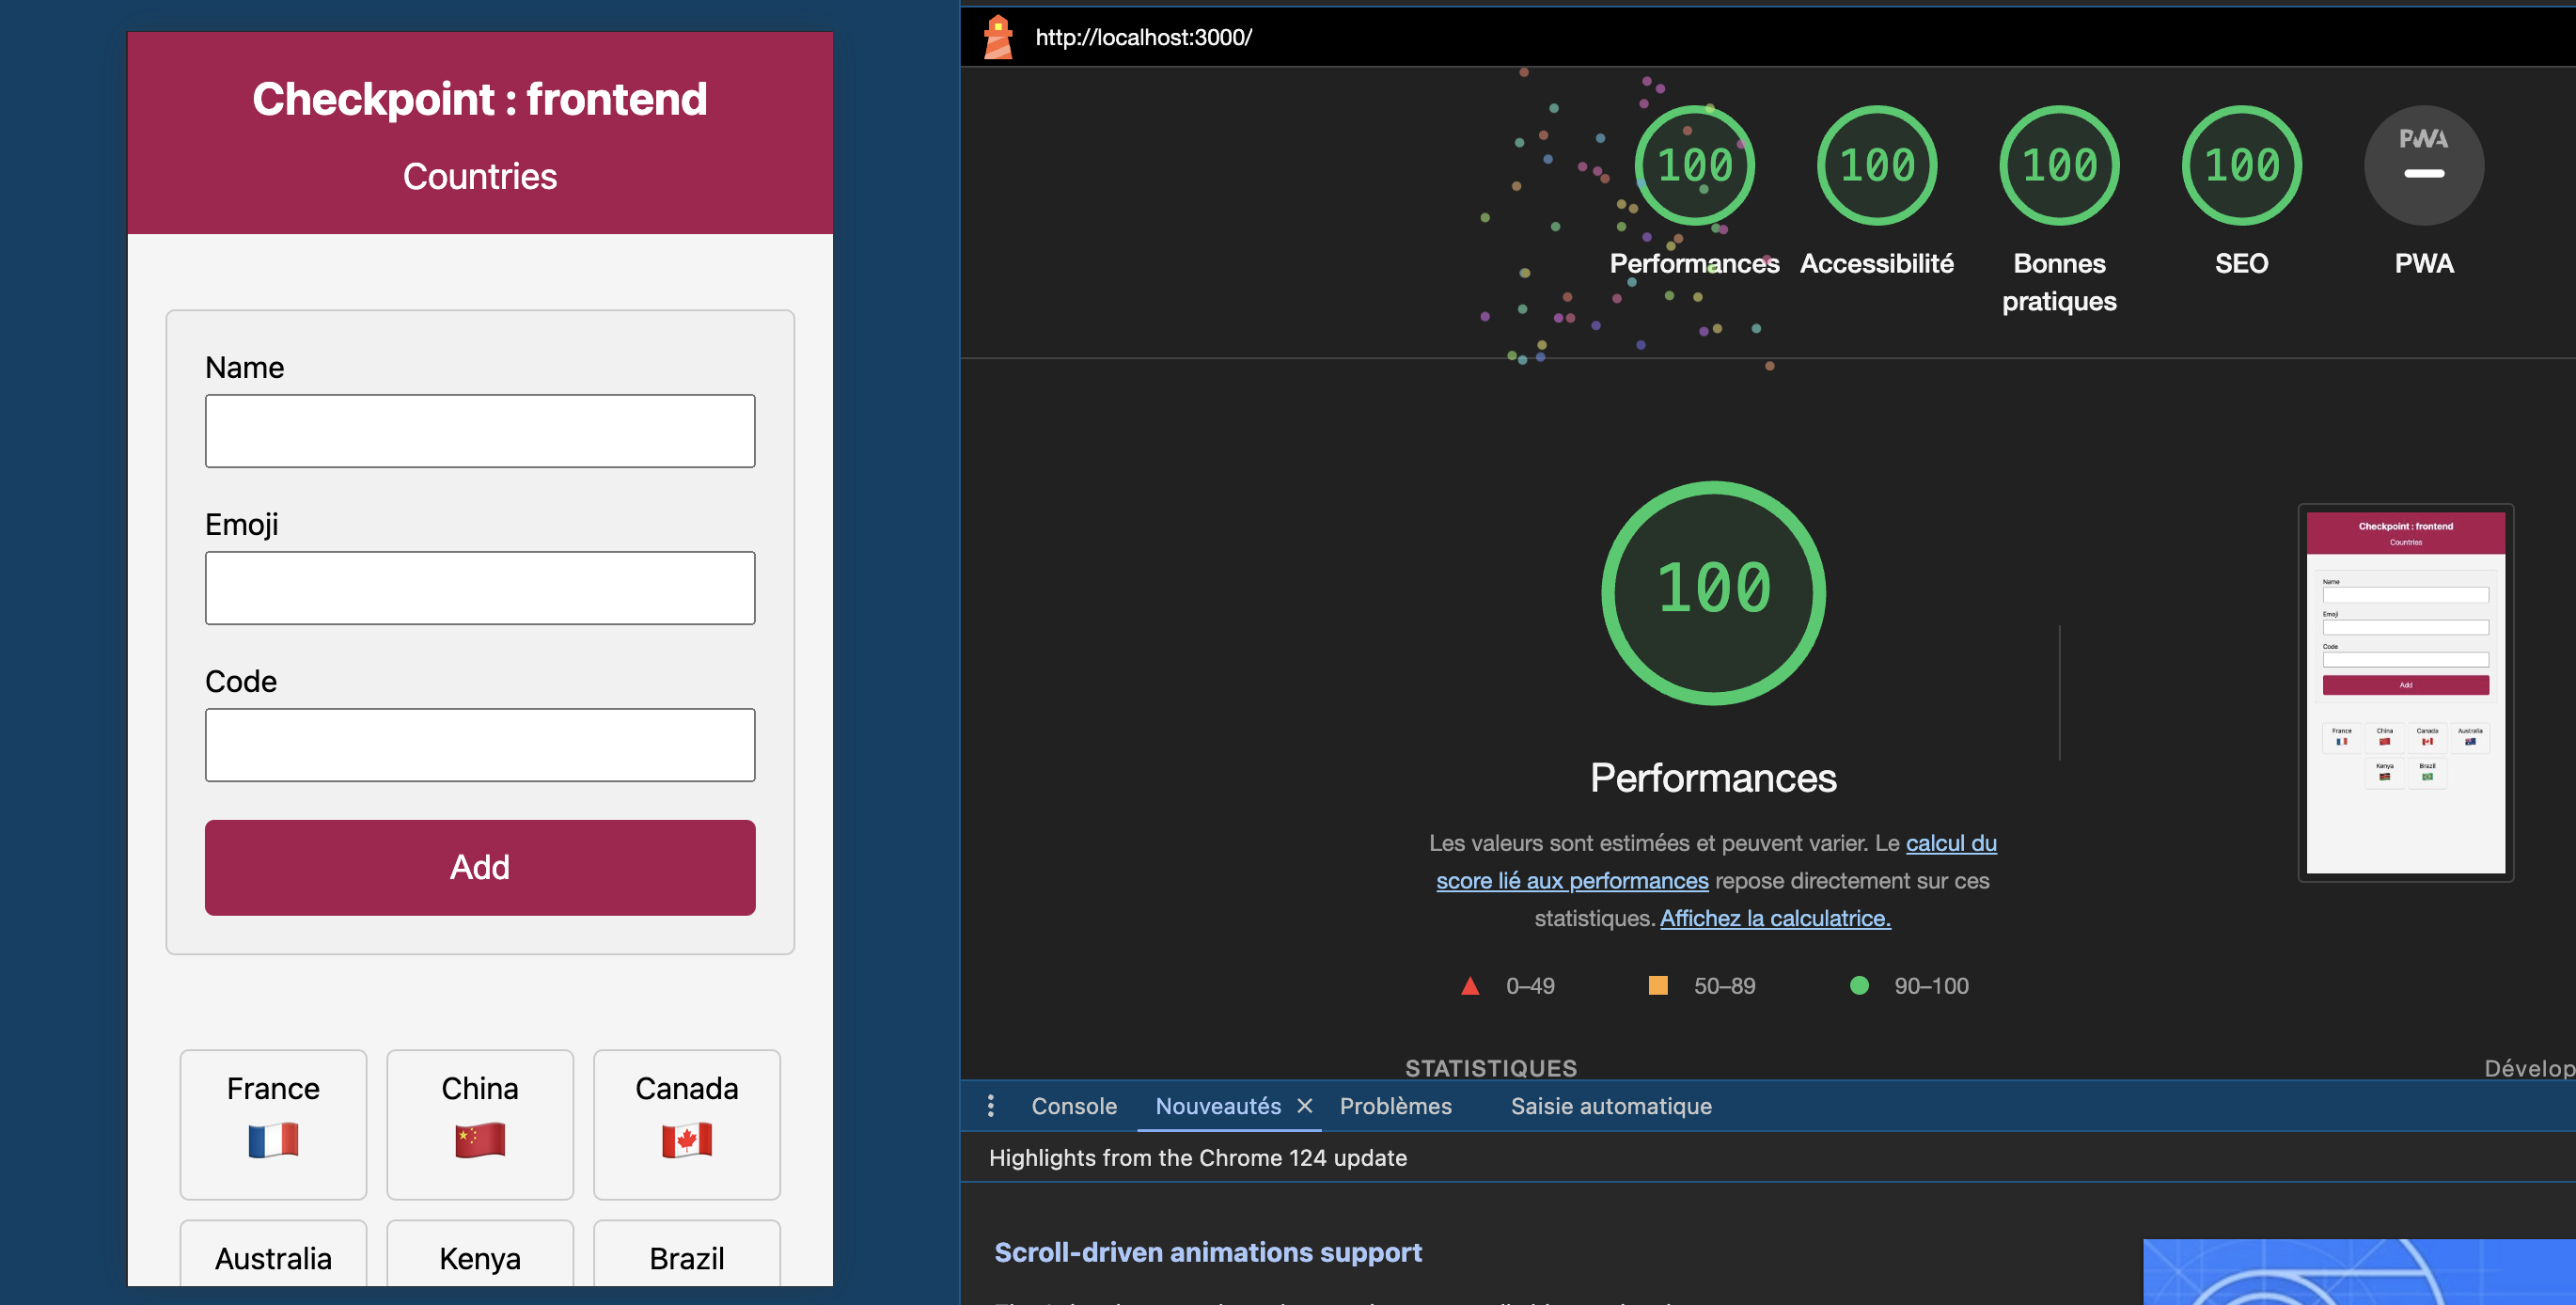 Checkpoint : frontend
Countries
Name
Emoji
Code
Add
France
China
Canada
Australia
Kenya
Brazil
http://localhost:3000/
100
100
100
100
PWA
Performances
Accessibilité
Bonnes
pratiques
SEO
PWA
100
Performances
Les valeurs sont estimées et peuvent varier. Le calcul du
score lié aux performances repose directement sur ces
statistiques. Affichez la calculatrice.
0–49
50–89
90–100
Checkpoint : frontend
Countries
Name
Emoji
Code
Add
France
China
Canada
Australia
Kenya
Brazil
STATISTIQUES
Dévelop
Console
Nouveautés
Problèmes
Saisie automatique
Highlights from the Chrome 124 update
Scroll-driven animations support